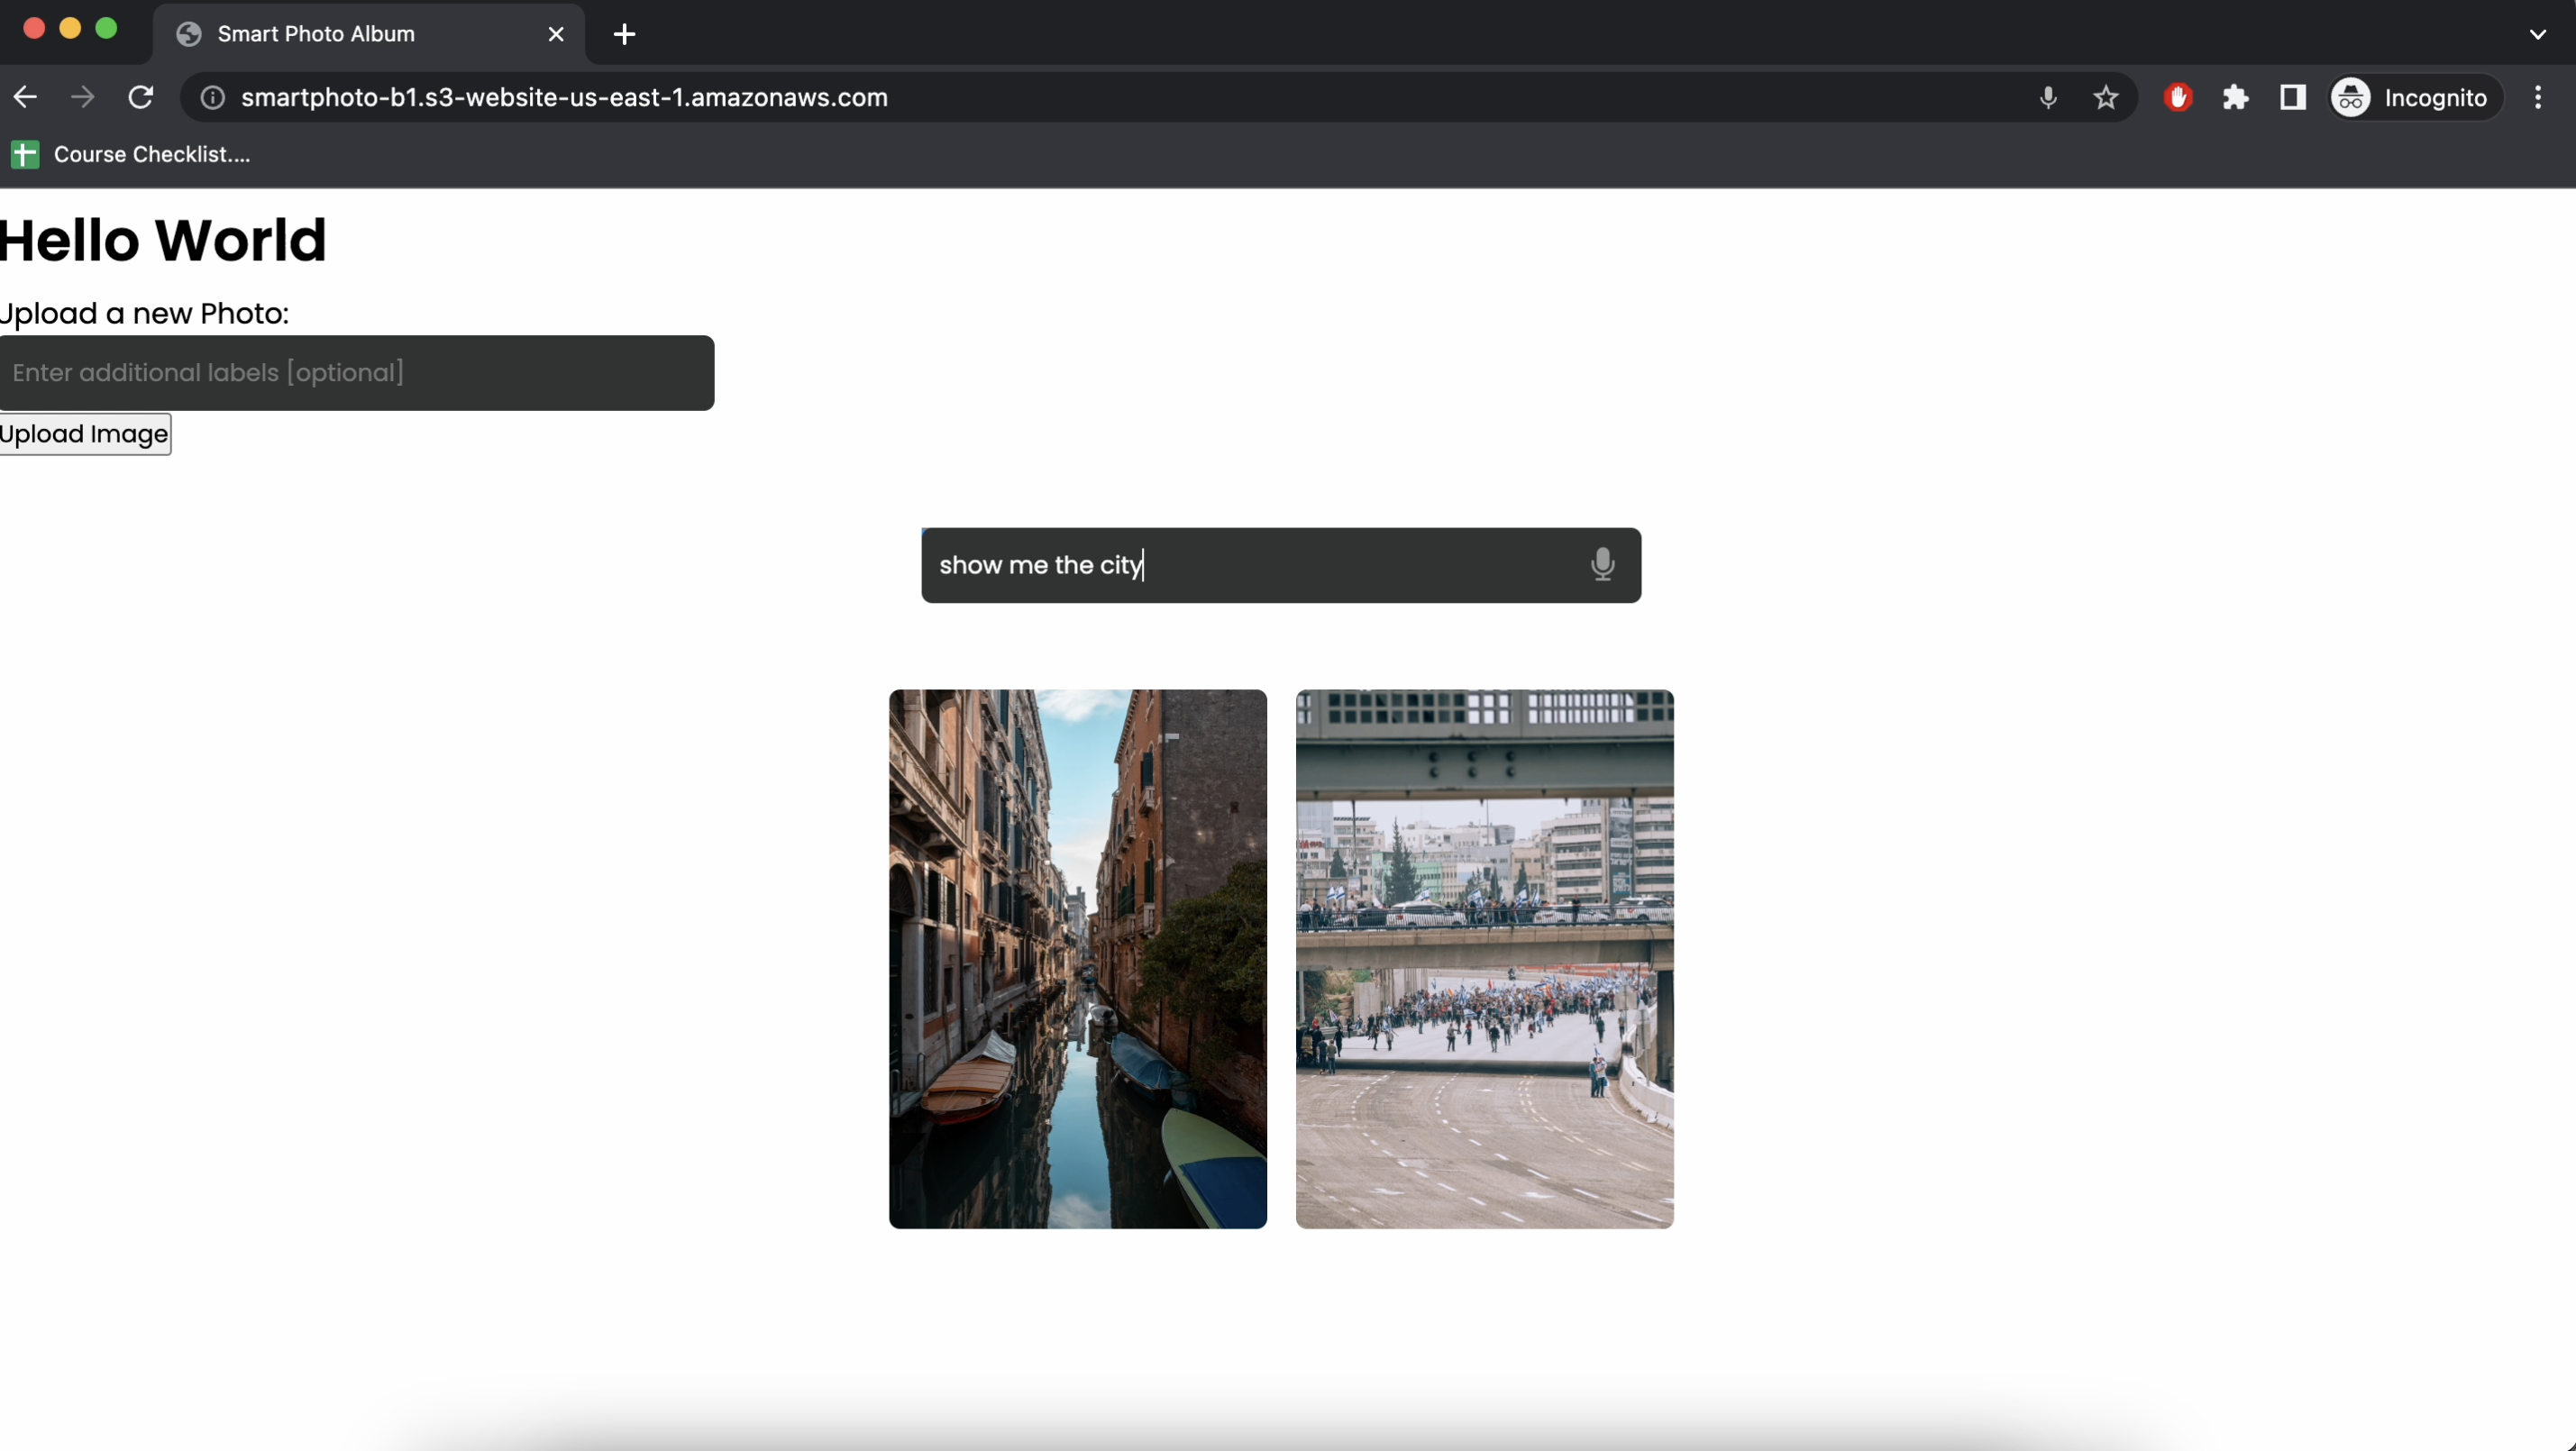 Smart Photo Album
smartphoto-b1.s3-website-us-east-1.amazonaws.com
Incognito
Course Checklist....
Hello World
Upload a new Photo:
Enter additional labels [optional]
Upload Image
show me the city